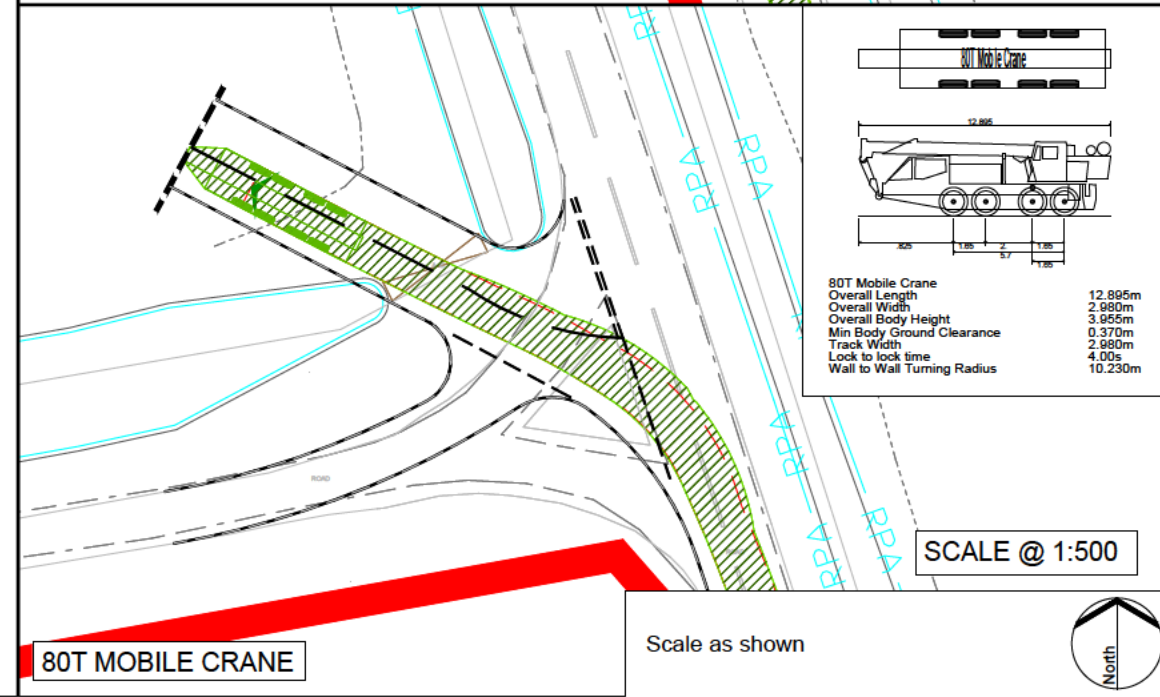 RPA
RPA
RPA
RPA
RPA
RPA
RPA
ROAD
80T Mobile Crane
12.895
.825
1.65
2.
1.65
5.7
1.65
80T Mobile Crane
Overall Length 12.895m
Overall Width 2.980m
Overall Body Height 3.955m
Min Body Ground Clearance 0.370m
Track Width 2.980m
Lock to lock time 4.00s
Wall to Wall Turning Radius 10.230m
SCALE @ 1:500
80T MOBILE CRANE
Scale as shown
North